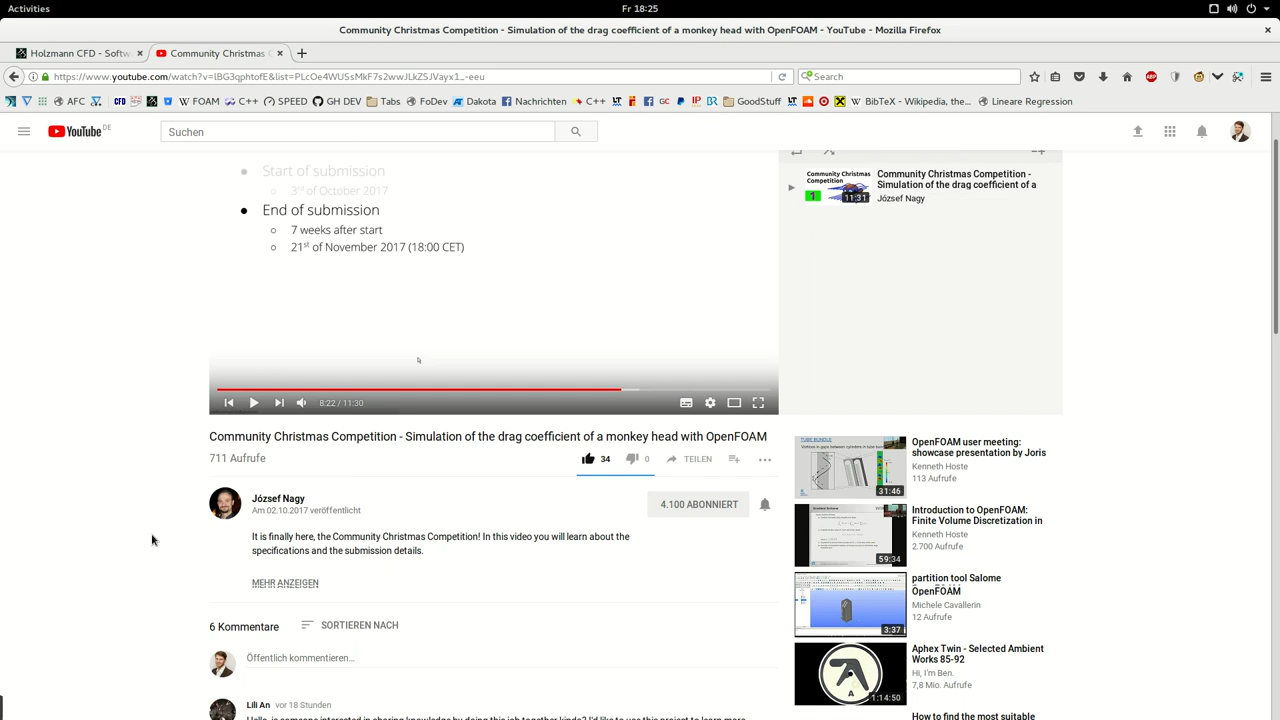 Activities
Fr 18:25
Community Christmas Competition - Simulation of the drag coefficient of a monkey head with OpenFOAM - YouTube - Mozilla Firefox
Holzmann CFD - Softw
Community Christmas C
https://www.youtube.com/watch?v=lBG3qphtofE&list=PLcOe4WUSsMkF7s2wwJLkZSJVayx1_-eeu
Search
AFC
CFD
FOAM
C++
SPEED
GH DEV
Tabs
FoDev
Dakota
Nachrichten
C++
GC
IP
BR
GoodStuff
LT
BibTeX - Wikipedia, the...
Lineare Regression
YouTube DE
Suchen
Start of submission
3rd of October 2017
End of submission
7 weeks after start
21st of November 2017 (18:00 CET)
8:22 / 11:30
Community Christmas
Competition
1
11:31
Community Christmas Competition -
Simulation of the drag coefficient of a
József Nagy
Community Christmas Competition - Simulation of the drag coefficient of a monkey head with OpenFOAM
711 Aufrufe
34
0
TEILEN
József Nagy
Am 02.10.2017 veröffentlicht
4.100 ABONNIERT
It is finally here, the Community Christmas Competition! In this video you will learn about the
specifications and the submission details.
MEHR ANZEIGEN
6 Kommentare
SORTIEREN NACH
Öffentlich kommentieren...
Lili An vor 18 Stunden
TUBE BUNDLE
31:46
OpenFOAM user meeting:
showcase presentation by Joris
Kenneth Hoste
113 Aufrufe
59:34
Introduction to OpenFOAM:
Finite Volume Discretization in
Kenneth Hoste
2.700 Aufrufe
3:37
partition tool Salome
OpenFOAM
Michele Cavallerin
12 Aufrufe
A
1:14:50
Aphex Twin - Selected Ambient
Works 85-92
Hi, I'm Ben.
7,8 Mio. Aufrufe
How to find the most suitable